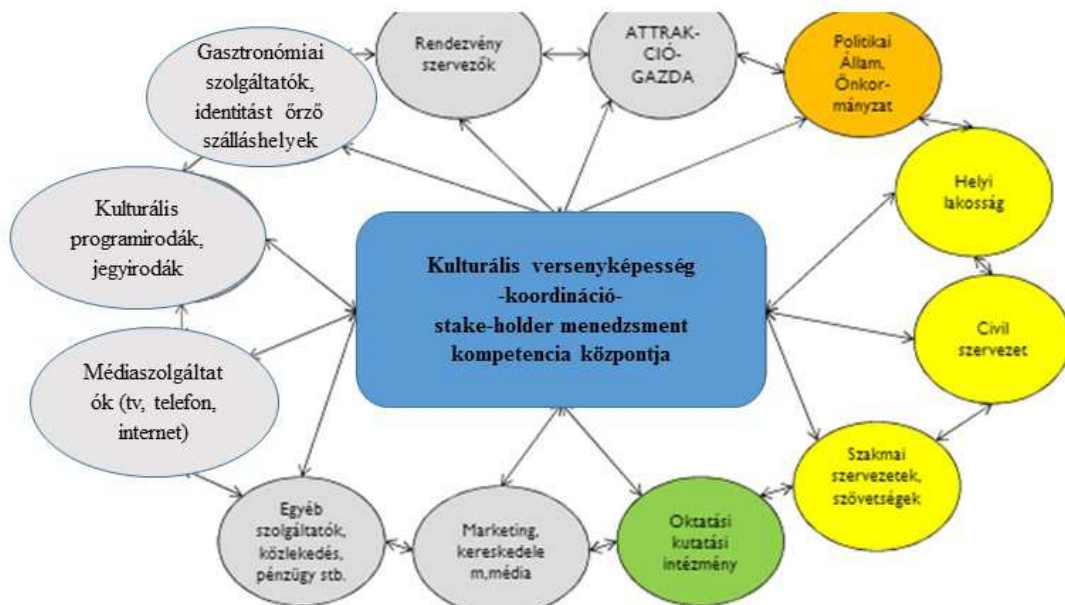 Gasztronómiai
szolgáltatók,
identitást őrző
szálláshelyek
Rendezvény
szervezők
ATTRAK-
CIÓ-
GAZDA
Politikai
Állam,
Önkor-
mányzat
Helyi
lakosság
Kulturális
programirodák,
jegyirodák
Kulturális versenyképesség
-koordináció-
stake-holder menedzsment
kompetencia központja
Civil
szervezet
Médiaszolgáltat
ók (tv, telefon,
internet)
Szakmai
szervezetek,
szövetségek
Egyéb
szolgáltatók,
közlekedés,
pénzügy stb.
Marketing,
kereskedele
m,média
Oktatási
kutatási
intézmény